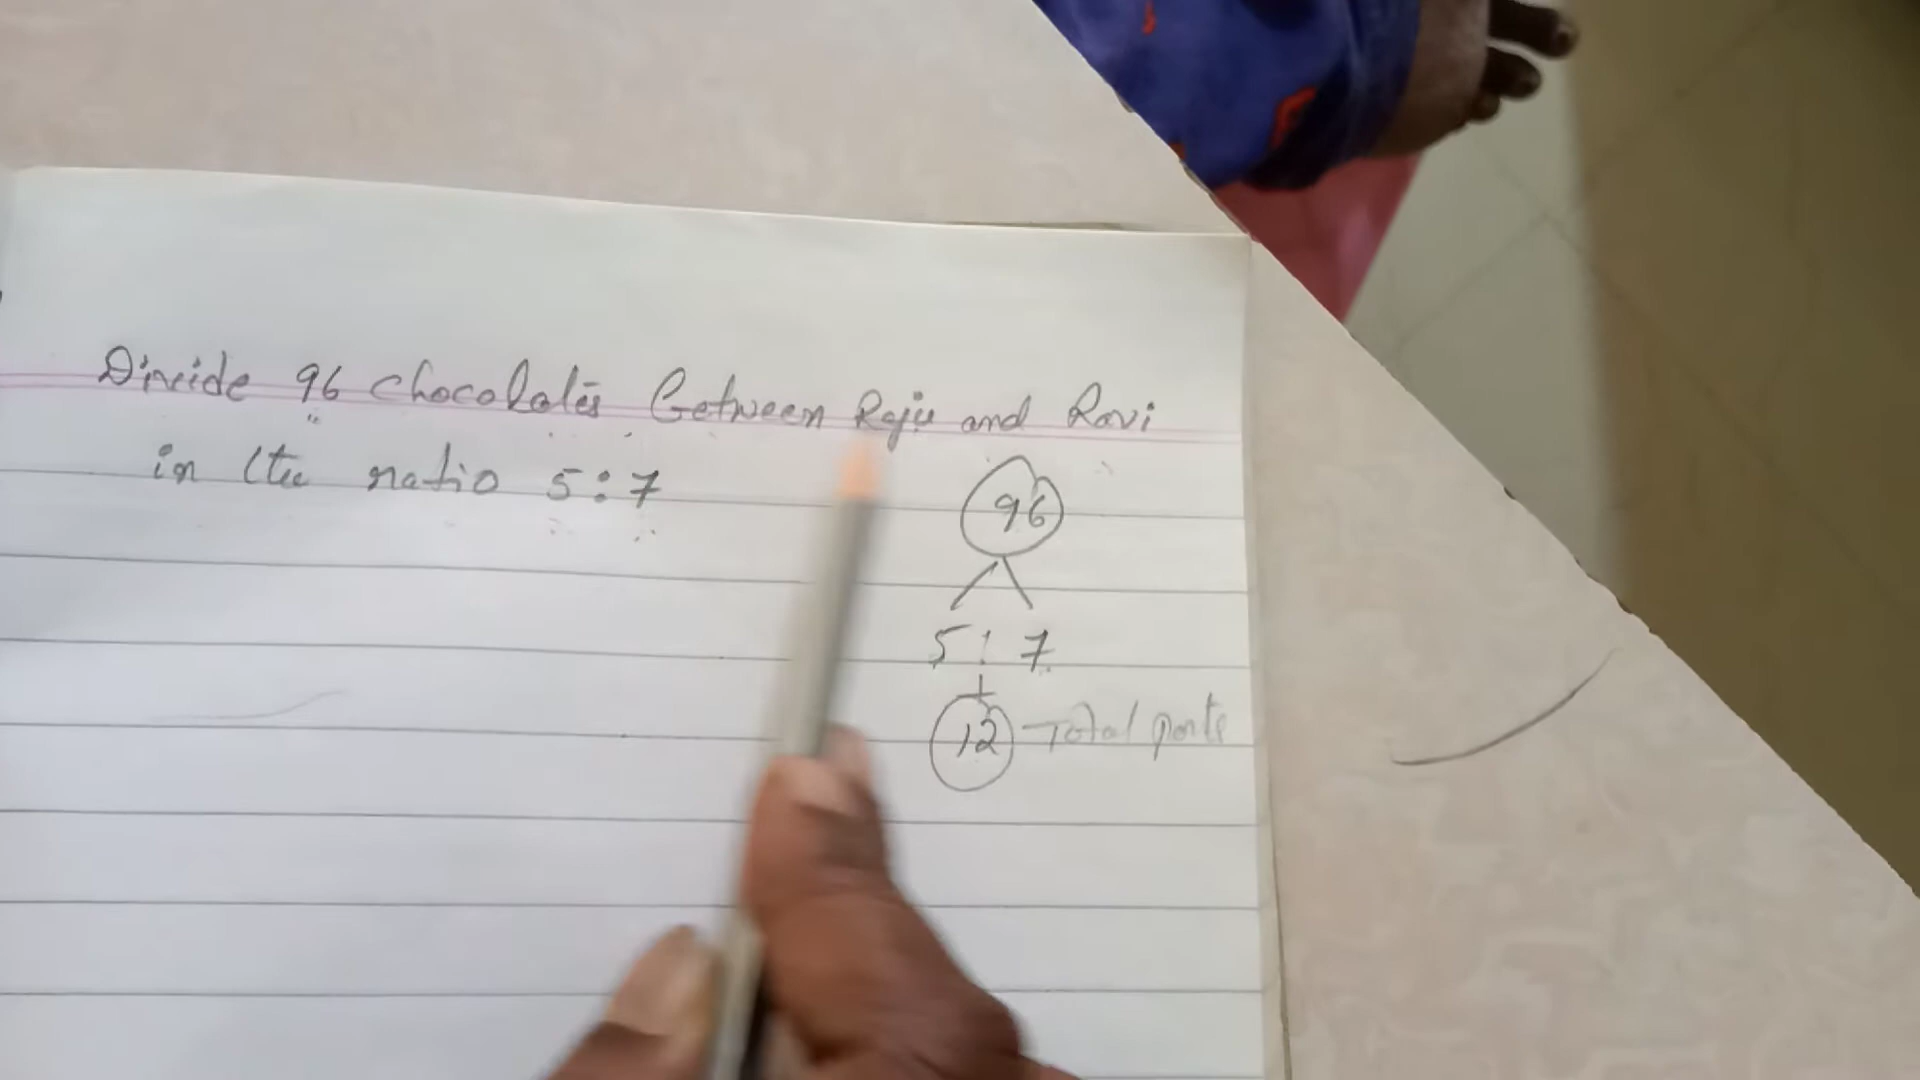 Divide 96 chocolates between Raju and Ravi
in the ratio 5:7
96
5 : 7
12 Total parts